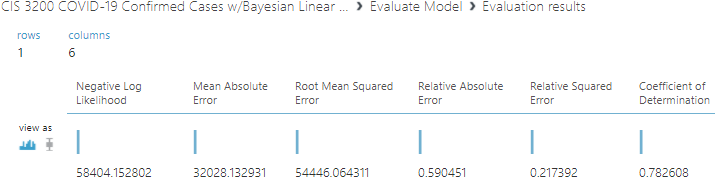 CIS 3200 COVID-19 Confirmed Cases w/Bayesian Linear ... › Evaluate Model › Evaluation results
rows columns
1 6
Negative Log Likelihood Mean Absolute Error Root Mean Squared Error Relative Absolute Error Relative Squared Error Coefficient of Determination
view as
58404.152802 32028.132931 54446.064311 0.590451 0.217392 0.782608